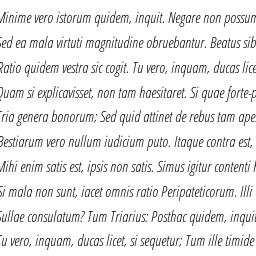 Minime vero istorum quidem, inquit. Negare non possum
Sed ea mala virtuti magnitudine obruebantur. Beatus sib
Ratio quidem vestra sic cogit. Tu vero, inquam, ducas lice
Quam si explicavisset, non tam haesitaret. Si quae forte-p
Tria genera bonorum; Sed quid attinet de rebus tam ape
Bestiarum vero nullum iudicium puto. Itaque contra est,
Mihi enim satis est, ipsis non satis. Simus igitur contenti h
Si mala non sunt, iacet omnis ratio Peripateticorum. Illi
Sullae consulatum? Tum Triarius: Posthac quidem, inquit
Tu vero, inquam, ducas licet, si sequetur; Tum ille timide